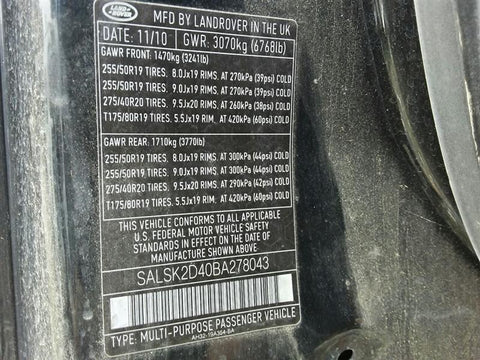 LAND ROVER
MFD BY LANDROVER IN THE UK
DATE: 11/10 GWR: 3070kg (6768lb)
GAWR FRONT: 1470kg (3241lb)
255/50R19 TIRES. 8.0Jx19 RIMS. AT 270kPa (39psi) COLD
255/50R19 TIRES. 9.0Jx19 RIMS. AT 270kPa (39psi) COLD
275/40R20 TIRES. 9.5Jx20 RIMS. AT 260kPa (38psi) COLD
T175/80R19 TIRES. 5.5Jx19 RIM. AT 420kPa (60psi) COLD
GAWR REAR: 1710kg (3770lb)
255/50R19 TIRES. 8.0Jx19 RIMS. AT 300kPa (44psi) COLD
255/50R19 TIRES. 9.0Jx19 RIMS. AT 300kPa (44psi) COLD
275/40R20 TIRES. 9.5Jx20 RIMS. AT 290kPa (42psi) COLD
T175/80R19 TIRES. 5.5Jx19 RIM. AT 420kPa (60psi) COLD
THIS VEHICLE CONFORMS TO ALL APPLICABLE
U.S. FEDERAL MOTOR VEHICLE SAFETY
STANDARDS IN EFFECT ON THE DATE OF
MANUFACTURE SHOWN ABOVE
SALSK2D40BA278043
TYPE: MULTI-PURPOSE PASSENGER VEHICLE
AH32-19A364-BA